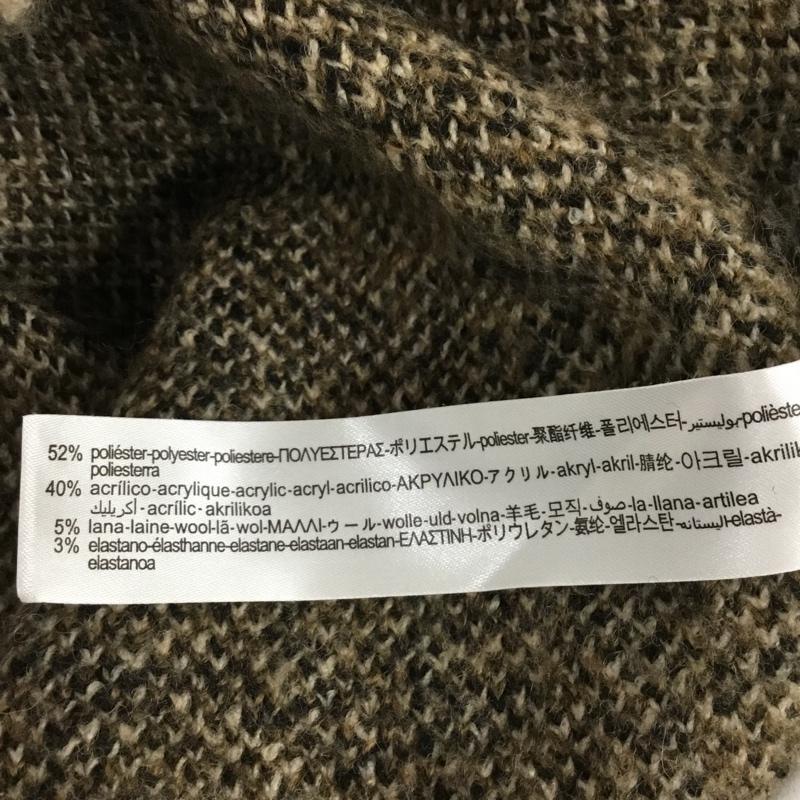 52% poliéster-polyester-poliestere-ΠΟΛΥΕΣΤΕΡΑΣ-ポリエステル-poliester-聚酯纤维-폴리에스터-بوليستير-polièste
poliesterra
40% acrílico-acrylique-acrylic-acryl-acrilico-ΑΚΡΥΛΙΚΟ-アクリル-akryl-akril-腈纶-아크릴-akrilik
أكريليك-acrílic-akrilikoa
5% lana-laine-wool-lã-wol-ΜΑΛΛΙ-ウール-wolle-uld-volna-羊毛-모직-صوف-la-llana-artilea
3% elastano-élasthanne-elastane-elastaan-elastan-ΕΛΑΣΤΙΝΗ-ポリウレタン-氨纶-엘라스탄-اليستانه-elastà-
elastanoa